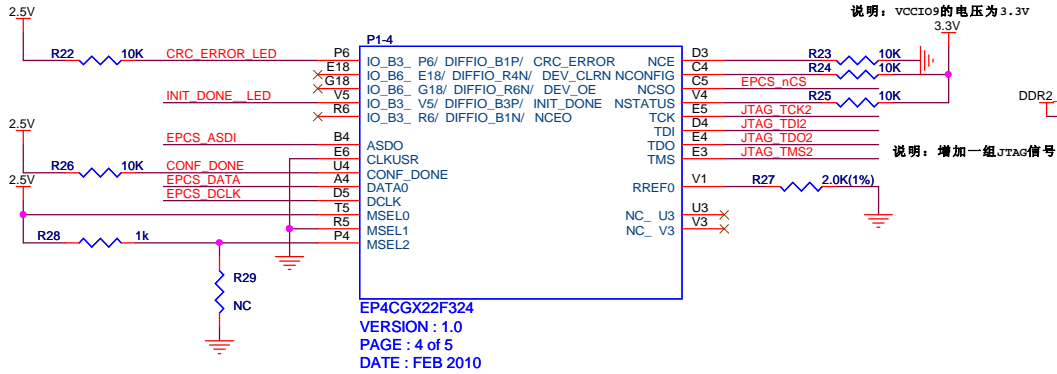 说明：VCCIO9的电压为3.3V
2.5V
3.3V
P1-4
R22 10K CRC_ERROR_LED P6 IO_B3_ P6/ DIFFIO_B1P/ CRC_ERROR NCE D3 R23 10K
E18 IO_B6_ E18/ DIFFIO_R4N/ DEV_CLRN NCONFIG C4 R24 10K
G18 IO_B6_ G18/ DIFFIO_R6N/ DEV_OE NCSO C5 EPCS_nCS
INIT_DONE__LED V5 IO_B3_ V5/ DIFFIO_B3P/ INIT_DONE NSTATUS V4 R25 10K
R6 IO_B3_ R6/ DIFFIO_B1N/ NCEO TCK E5 JTAG_TCK2
DDR2_
2.5V
TDI D4 JTAG_TDI2
EPCS_ASDI B4 ASDO TDO E4 JTAG_TDO2
E6 CLKUSR TMS E3 JTAG_TMS2
说明：增加一组JTAG信号
R26 10K CONF_DONE U4 CONF_DONE
2.5V
EPCS_DATA A4 DATA0 RREF0 V1 R27 2.0K(1%)
EPCS_DCLK D5 DCLK
T5 MSEL0 NC_ U3 U3
R5 MSEL1 NC_ V3 V3
R28 1k P4 MSEL2
R29
NC
EP4CGX22F324
VERSION : 1.0
PAGE : 4 of 5
DATE : FEB 2010